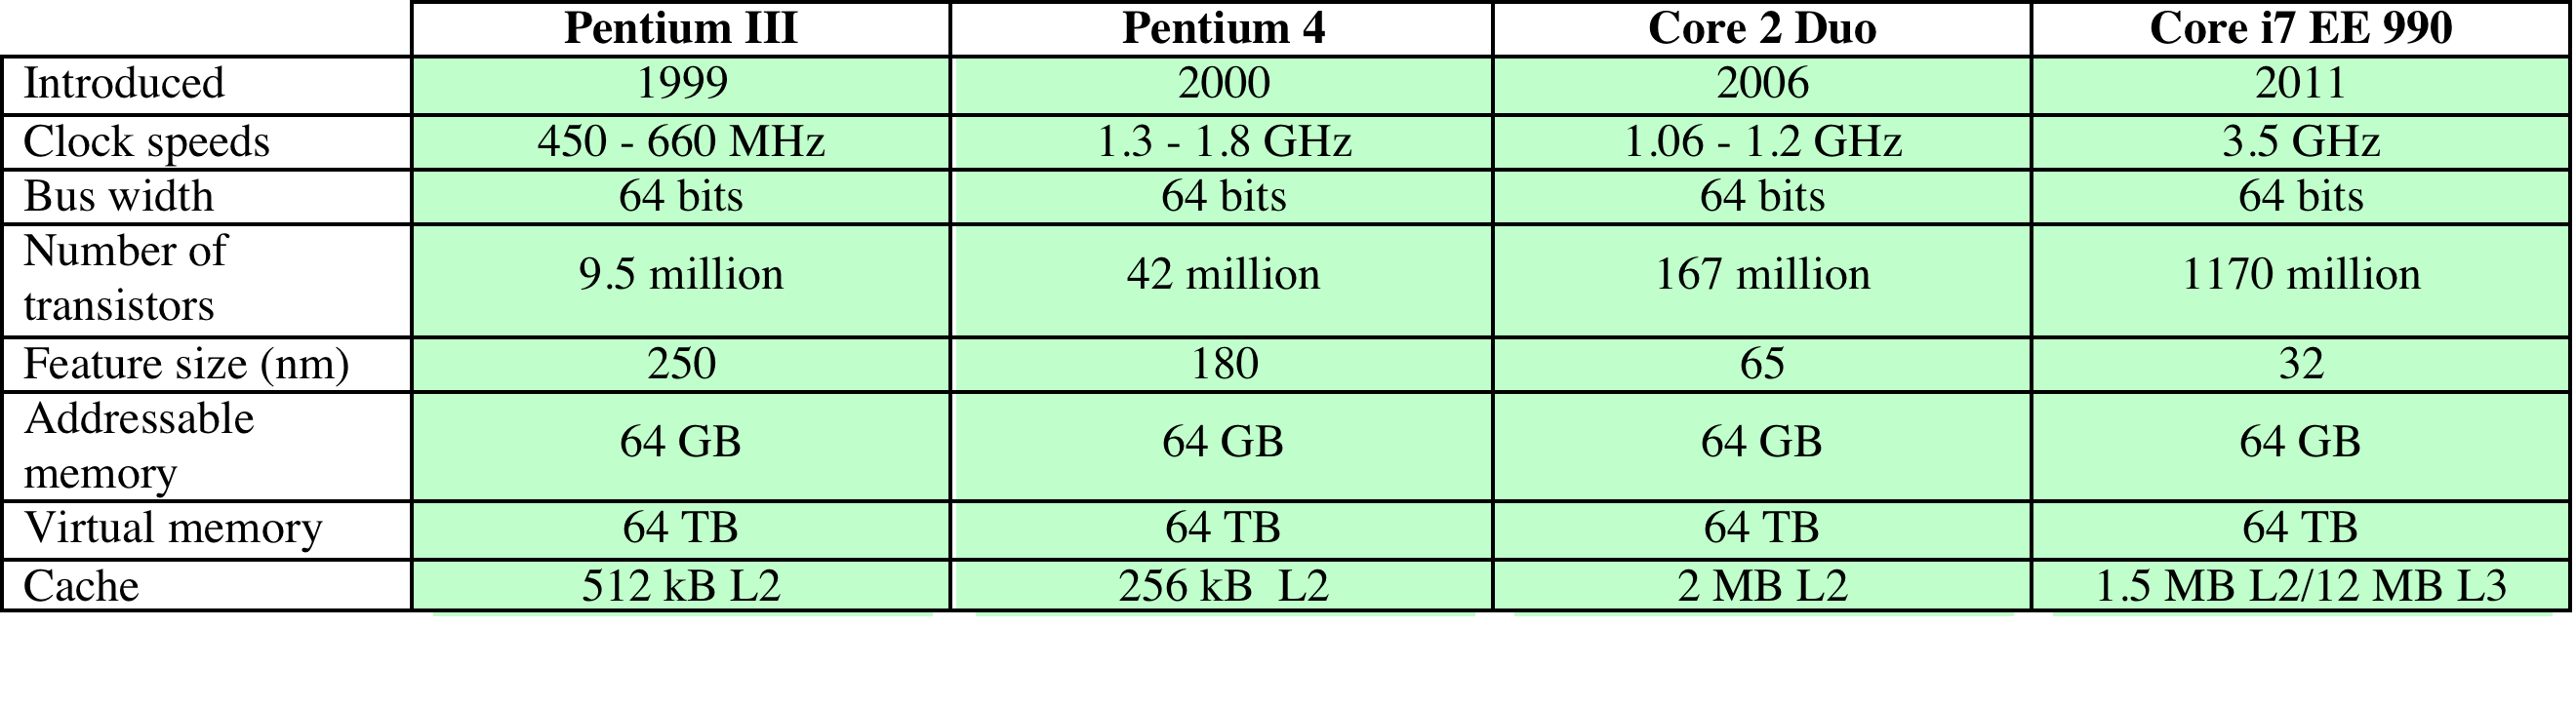 Pentium III Pentium 4 Core 2 Duo Core i7 EE 990
Introduced 1999 2000 2006 2011
Clock speeds 450 - 660 MHz 1.3 - 1.8 GHz 1.06 - 1.2 GHz 3.5 GHz
Bus width 64 bits 64 bits 64 bits 64 bits
Number of
transistors 9.5 million 42 million 167 million 1170 million
Feature size (nm) 250 180 65 32
Addressable
memory 64 GB 64 GB 64 GB 64 GB
Virtual memory 64 TB 64 TB 64 TB 64 TB
Cache 512 kB L2 256 kB L2 2 MB L2 1.5 MB L2/12 MB L3